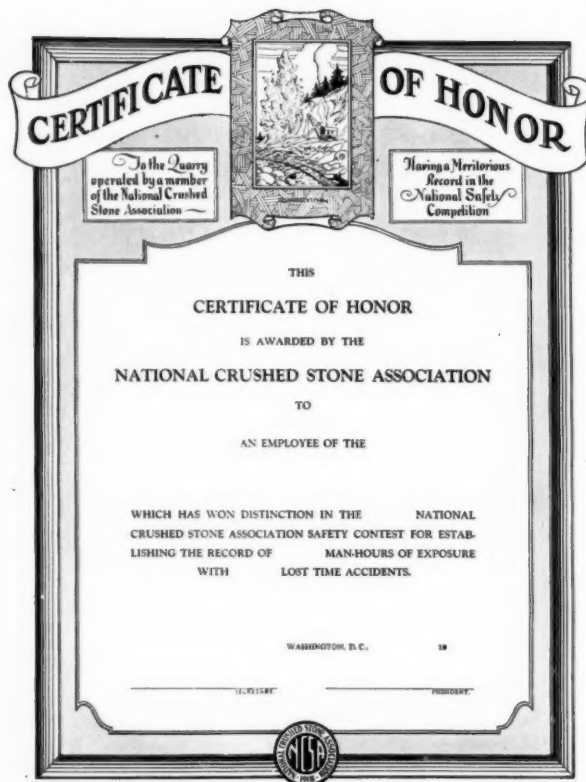 CERTIFICATE OF HONOR
To the Quarry
operated by a member
of the National Crushed
Stone Association
Having a Meritorious
Record in the
National Safety
Competition
THIS
CERTIFICATE OF HONOR
IS AWARDED BY THE
NATIONAL CRUSHED STONE ASSOCIATION
TO
AN EMPLOYEE OF THE
WHICH HAS WON DISTINCTION IN THE NATIONAL
CRUSHED STONE ASSOCIATION SAFETY CONTEST FOR ESTAB-
LISHING THE RECORD OF MAN-HOURS OF EXPOSURE
WITH LOST TIME ACCIDENTS.
WASHINGTON, D.C., 19
SECRETARY. PRESIDENT.
NATIONAL CRUSHED STONE ASSOCIATION
NCSA
1918